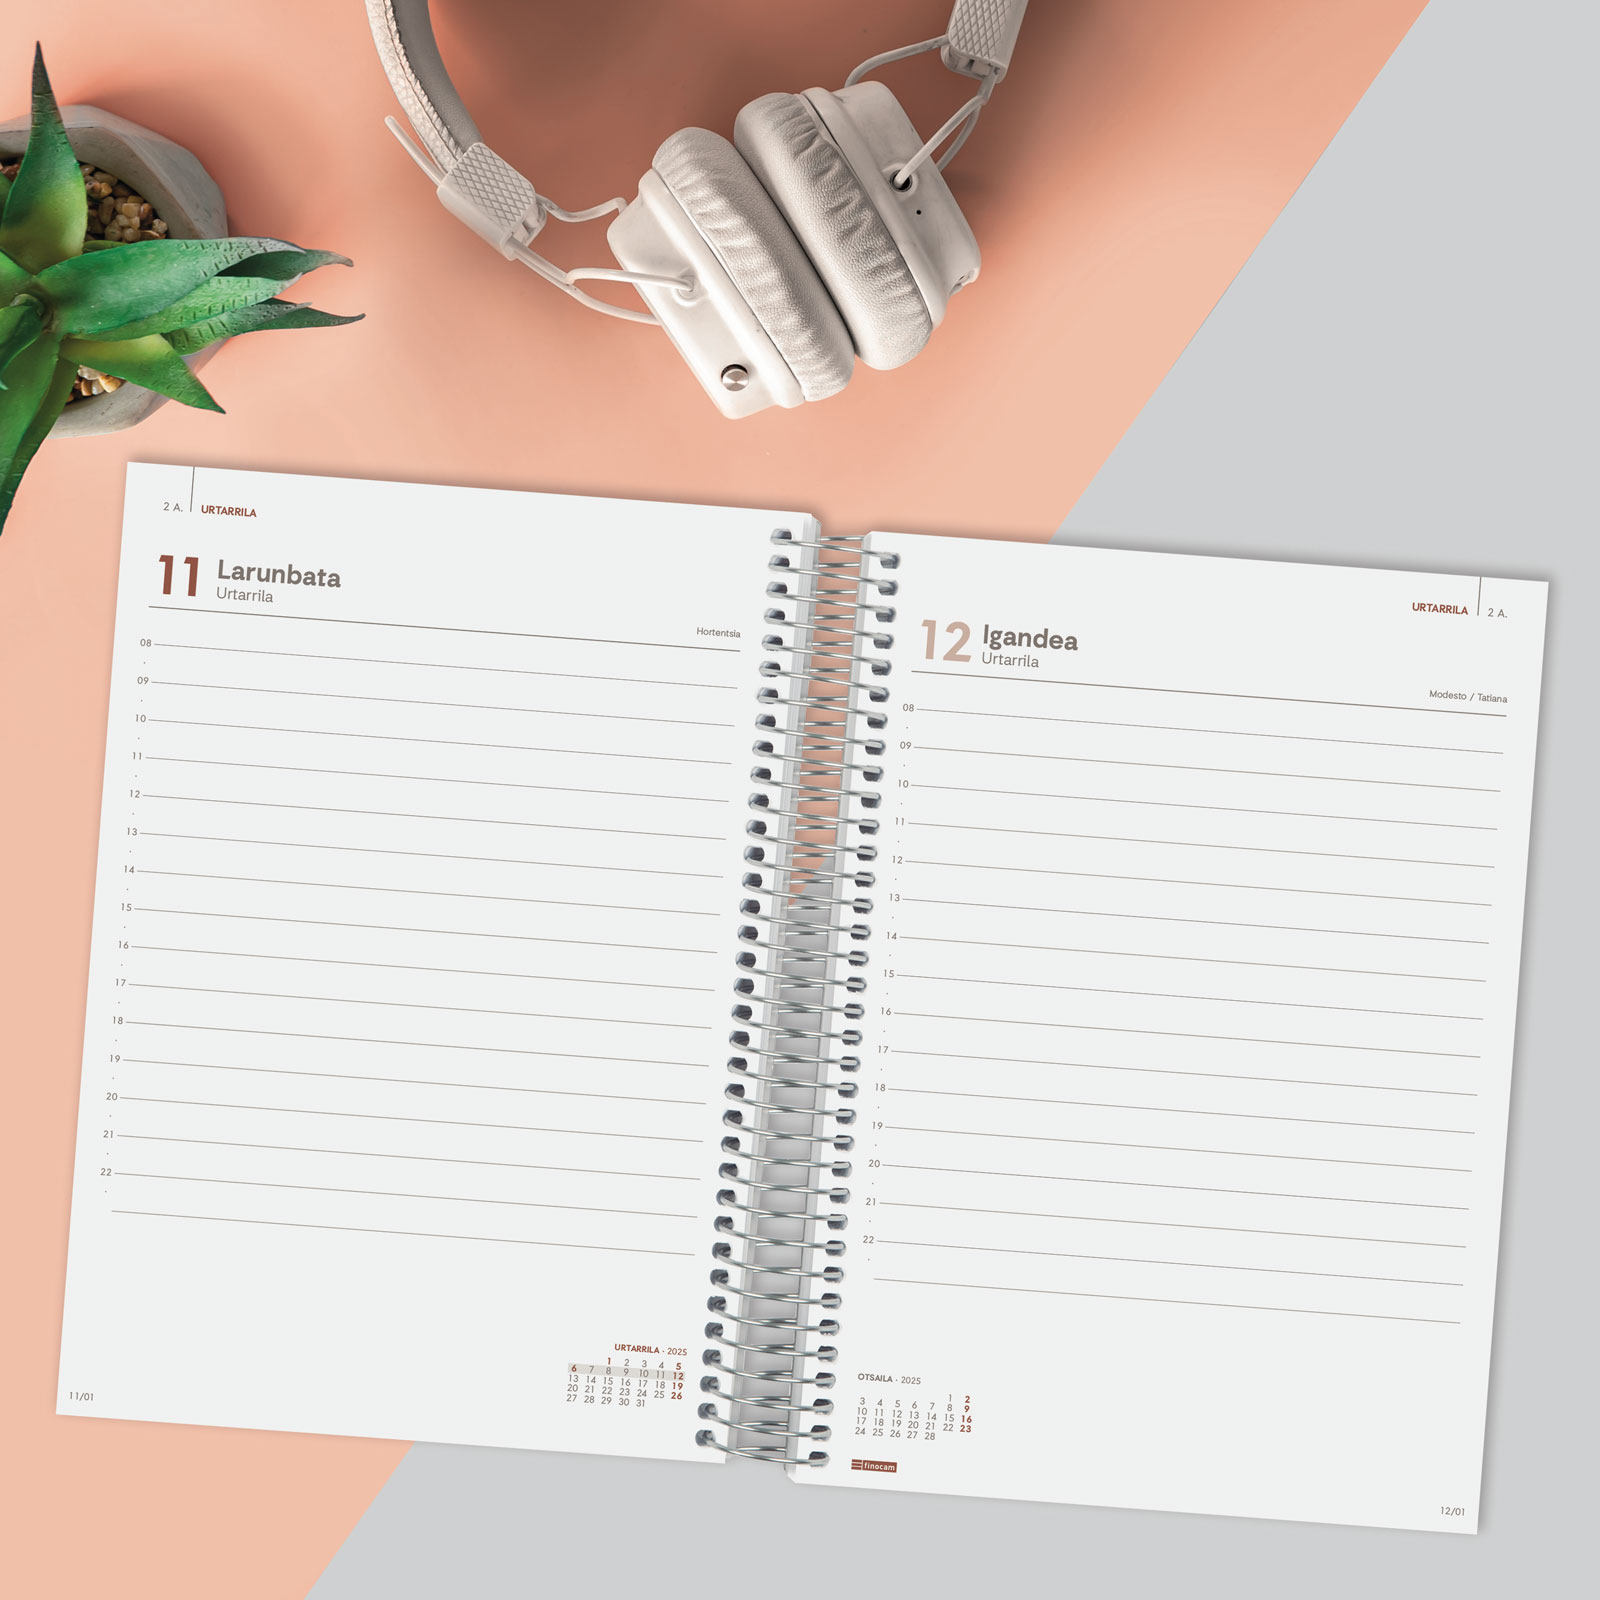 2 A. URTARRILA
11 Larunbata
Urtarrila
Hortentsia
08
09
10
11
12
13
14
15
16
17
18
19
20
21
22
URTARRILA · 2025
1 2 3 4 5
6 7 8 9 10 11 12
13 14 15 16 17 18 19
20 21 22 23 24 25 26
27 28 29 30 31
11/01
URTARRILA 2 A.
12 Igandea
Urtarrila
Modesto / Tatiana
08
09
10
11
12
13
14
15
16
17
18
19
20
21
22
OTSAILA · 2025
1 2
3 4 5 6 7 8 9
10 11 12 13 14 15 16
17 18 19 20 21 22 23
24 25 26 27 28
finocam
12/01